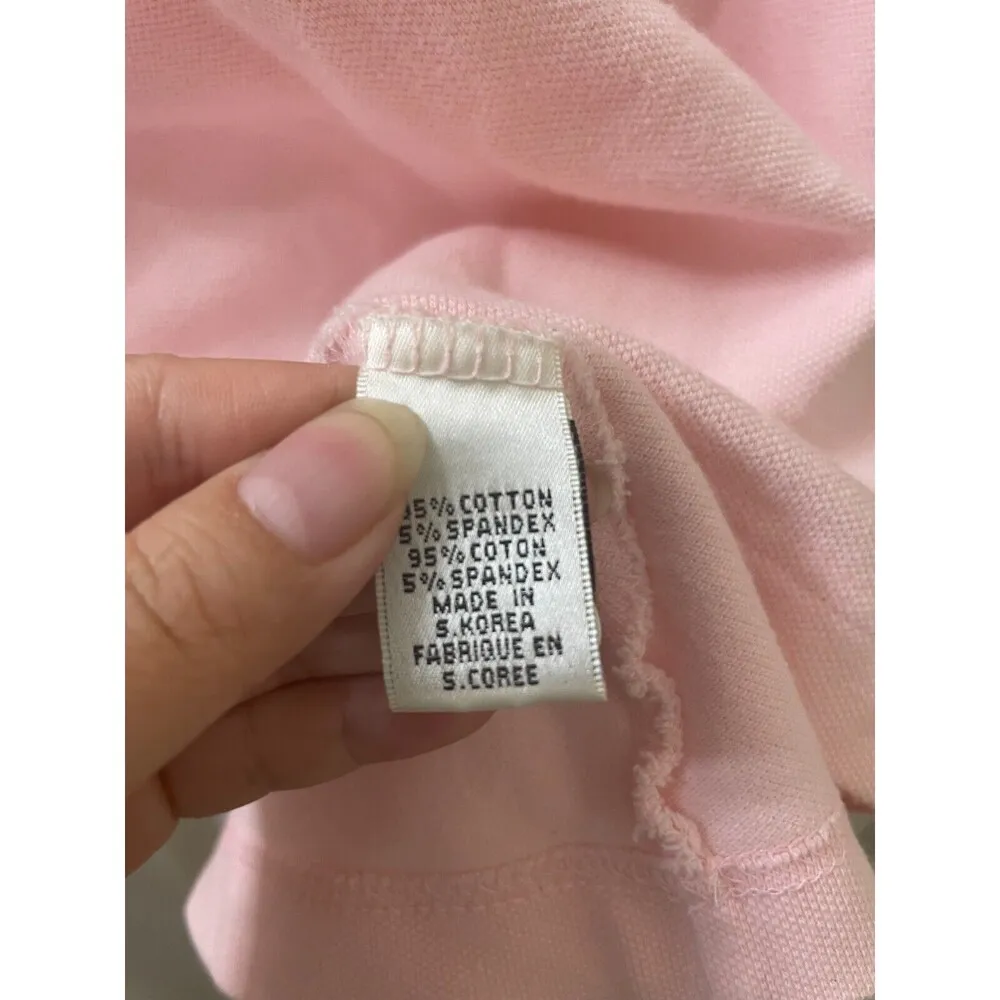 95% COTTON
5% SPANDEX
95% COTON
5% SPANDEX
MADE IN
S.KOREA
FABRIQUE EN
S.COREE